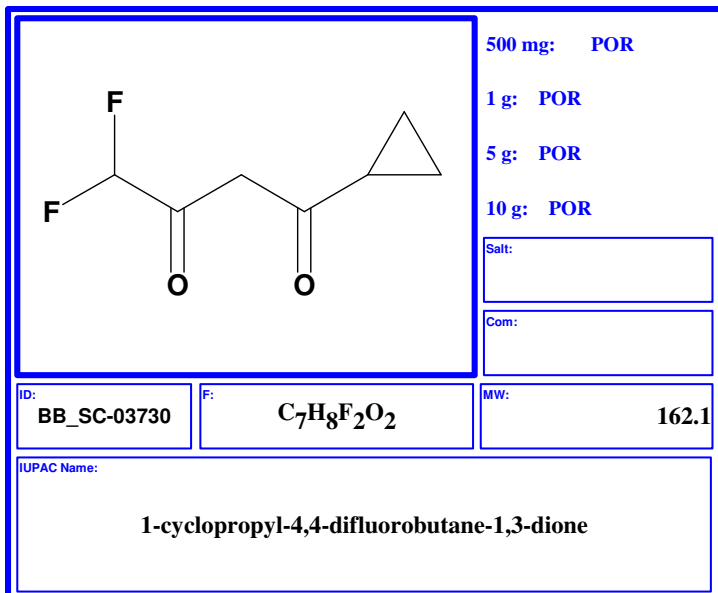 500 mg: POR
1 g: POR
5 g: POR
10 g: POR
F
F
O
O
Salt:
Com:
ID:
BB_SC-03730
F:
C7H8F2O2
MW:
162.1
IUPAC Name:
1-cyclopropyl-4,4-difluorobutane-1,3-dione